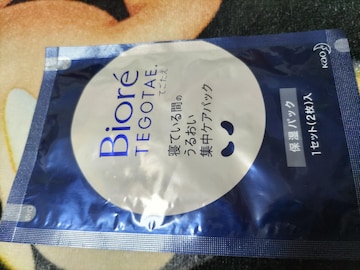 Bioré
TEGOTAE®
てごたえ
寝ている間の
うるおい
集中ケアパック
保湿パック
1セット(2枚)入
Kao